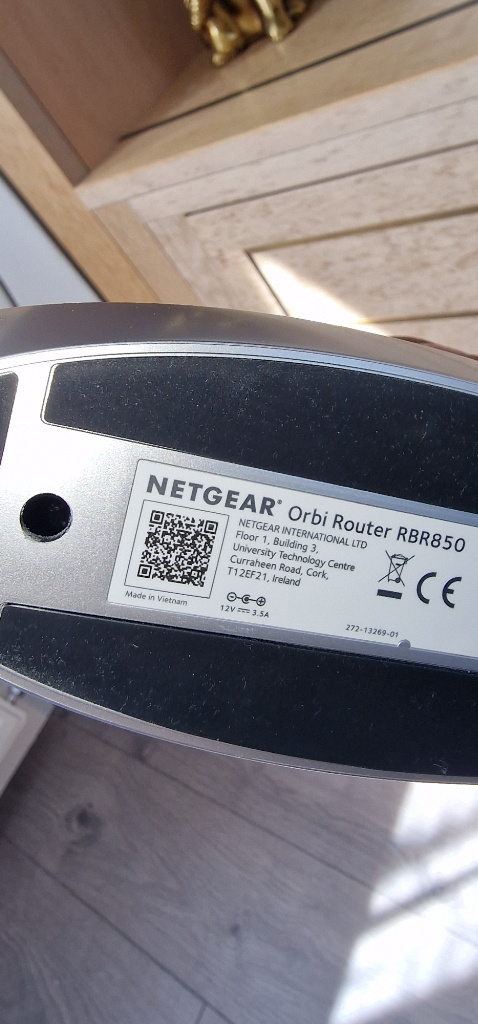 NETGEAR® Orbi Router RBR850
NETGEAR INTERNATIONAL LTD
Floor 1, Building 3,
University Technology Centre
Curraheen Road, Cork,
T12EF21, Ireland
CE
Made in Vietnam
12V ⎓ 3.5A
272-13269-01